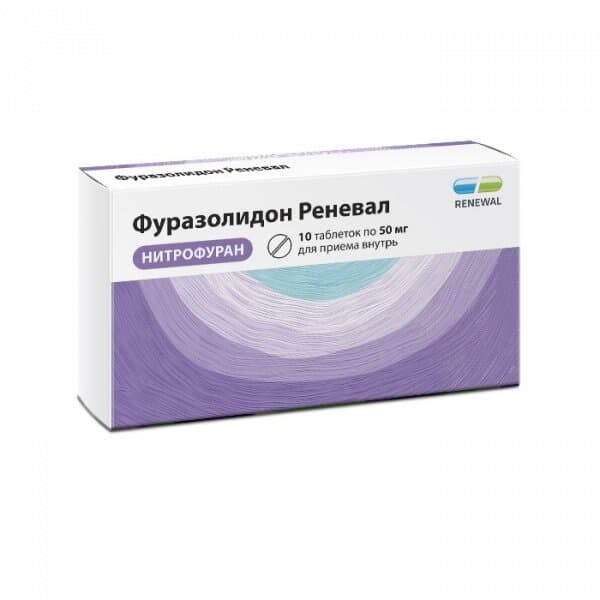 Фуразолидон Реневал
Фуразолидон Реневал
НИТРОФУРАН
10 таблеток по 50 мг
для приема внутрь
RENEWAL